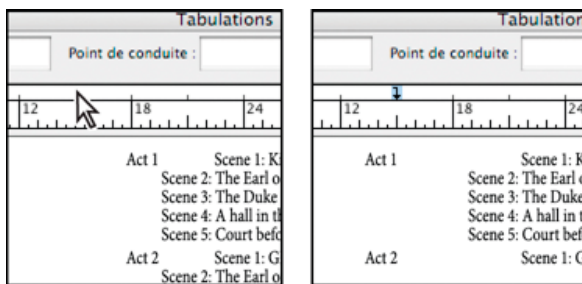 Tabulations
Point de conduite :
12 18 24
Act 1 Scene 1: K
Scene 2: The Earl o
Scene 3: The Duke
Scene 4: A hall in th
Scene 5: Court befo
Act 2 Scene 1: G
Scene 2: The Earl o
Tabulation
Point de conduite :
12 18 24
Act 1 Scene 1: K
Scene 2: The Earl
Scene 3: The Duke
Scene 4: A hall in t
Scene 5: Court bef
Act 2 Scene 1: G